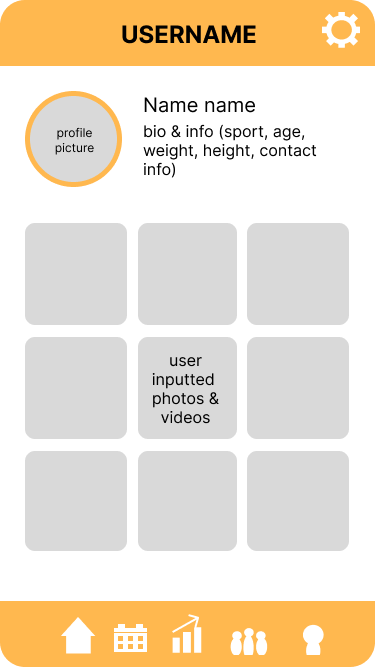 USERNAME
profile
picture
Name name
bio & info (sport, age,
weight, height, contact
info)
user
inputted
photos &
videos